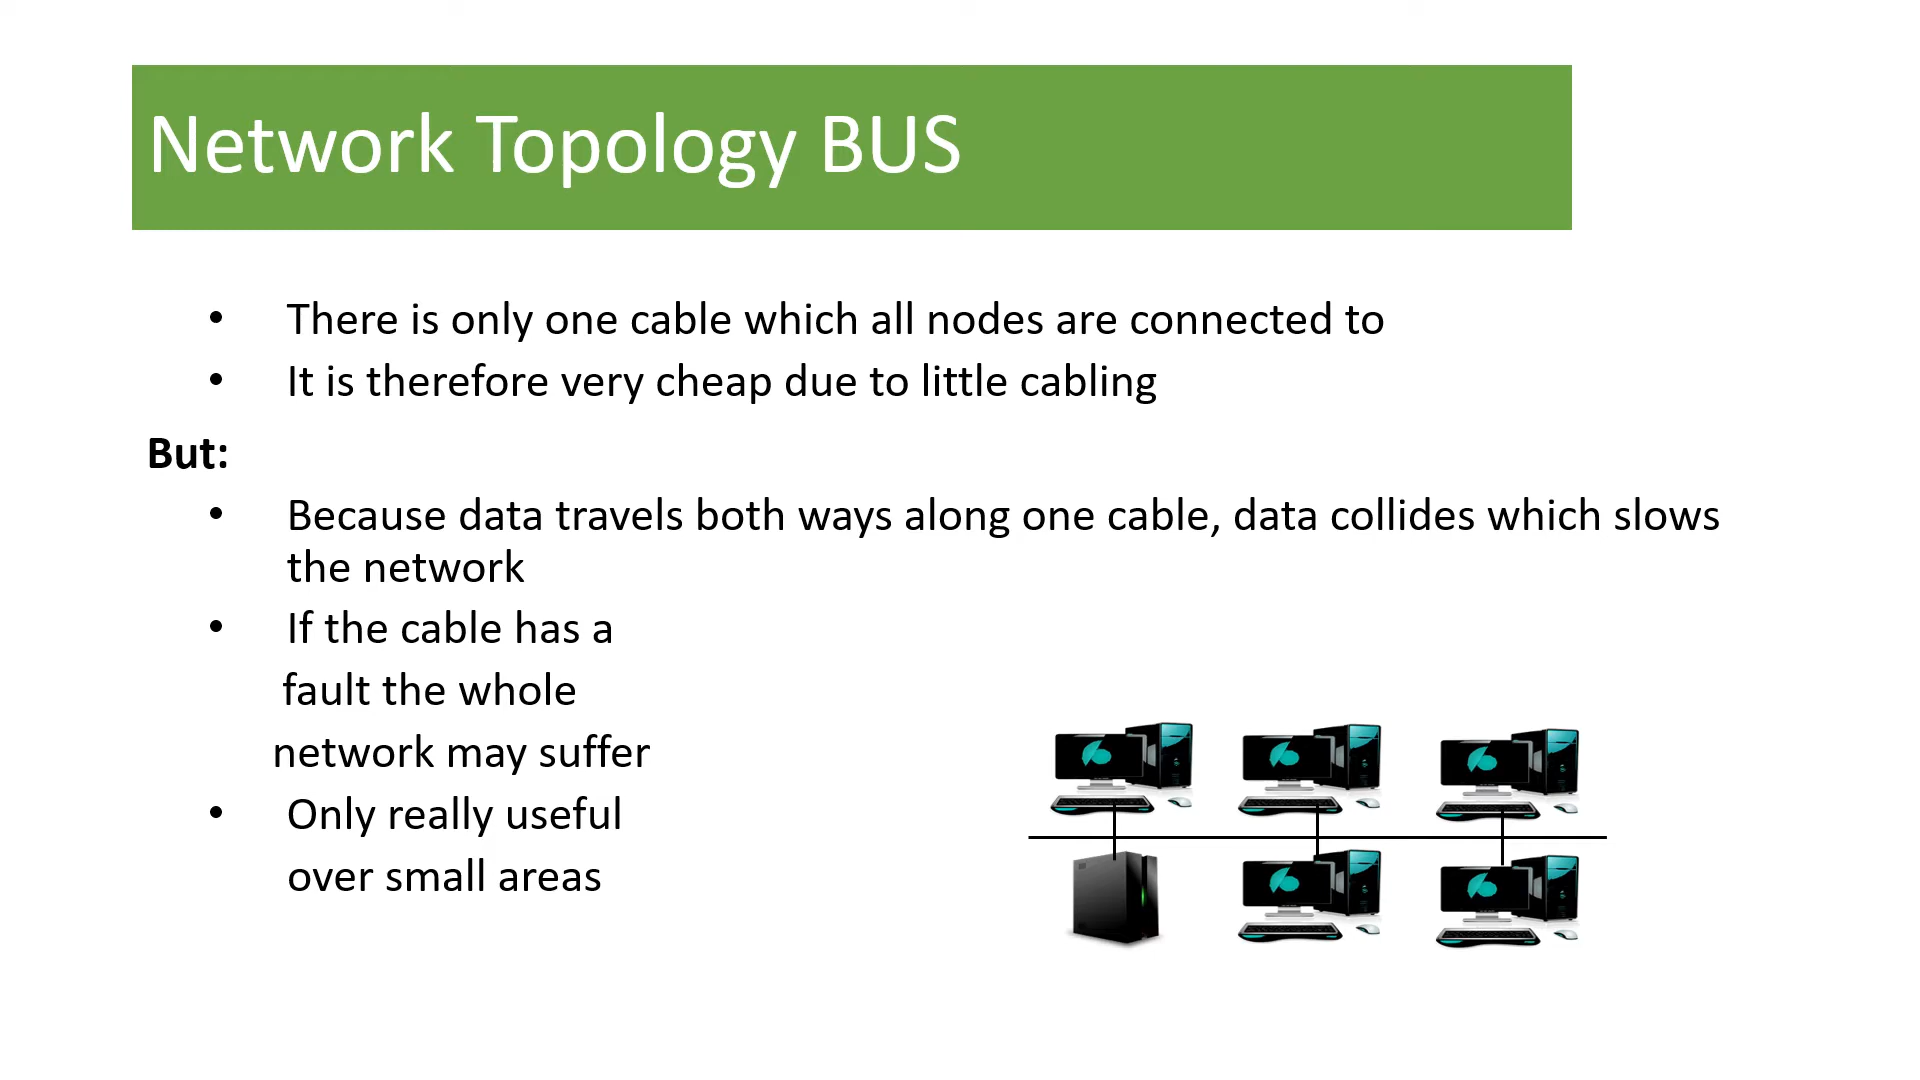 Network Topology BUS
• There is only one cable which all nodes are connected to
• It is therefore very cheap due to little cabling
But:
• Because data travels both ways along one cable, data collides which slows
the network
• If the cable has a
fault the whole
network may suffer
• Only really useful
over small areas